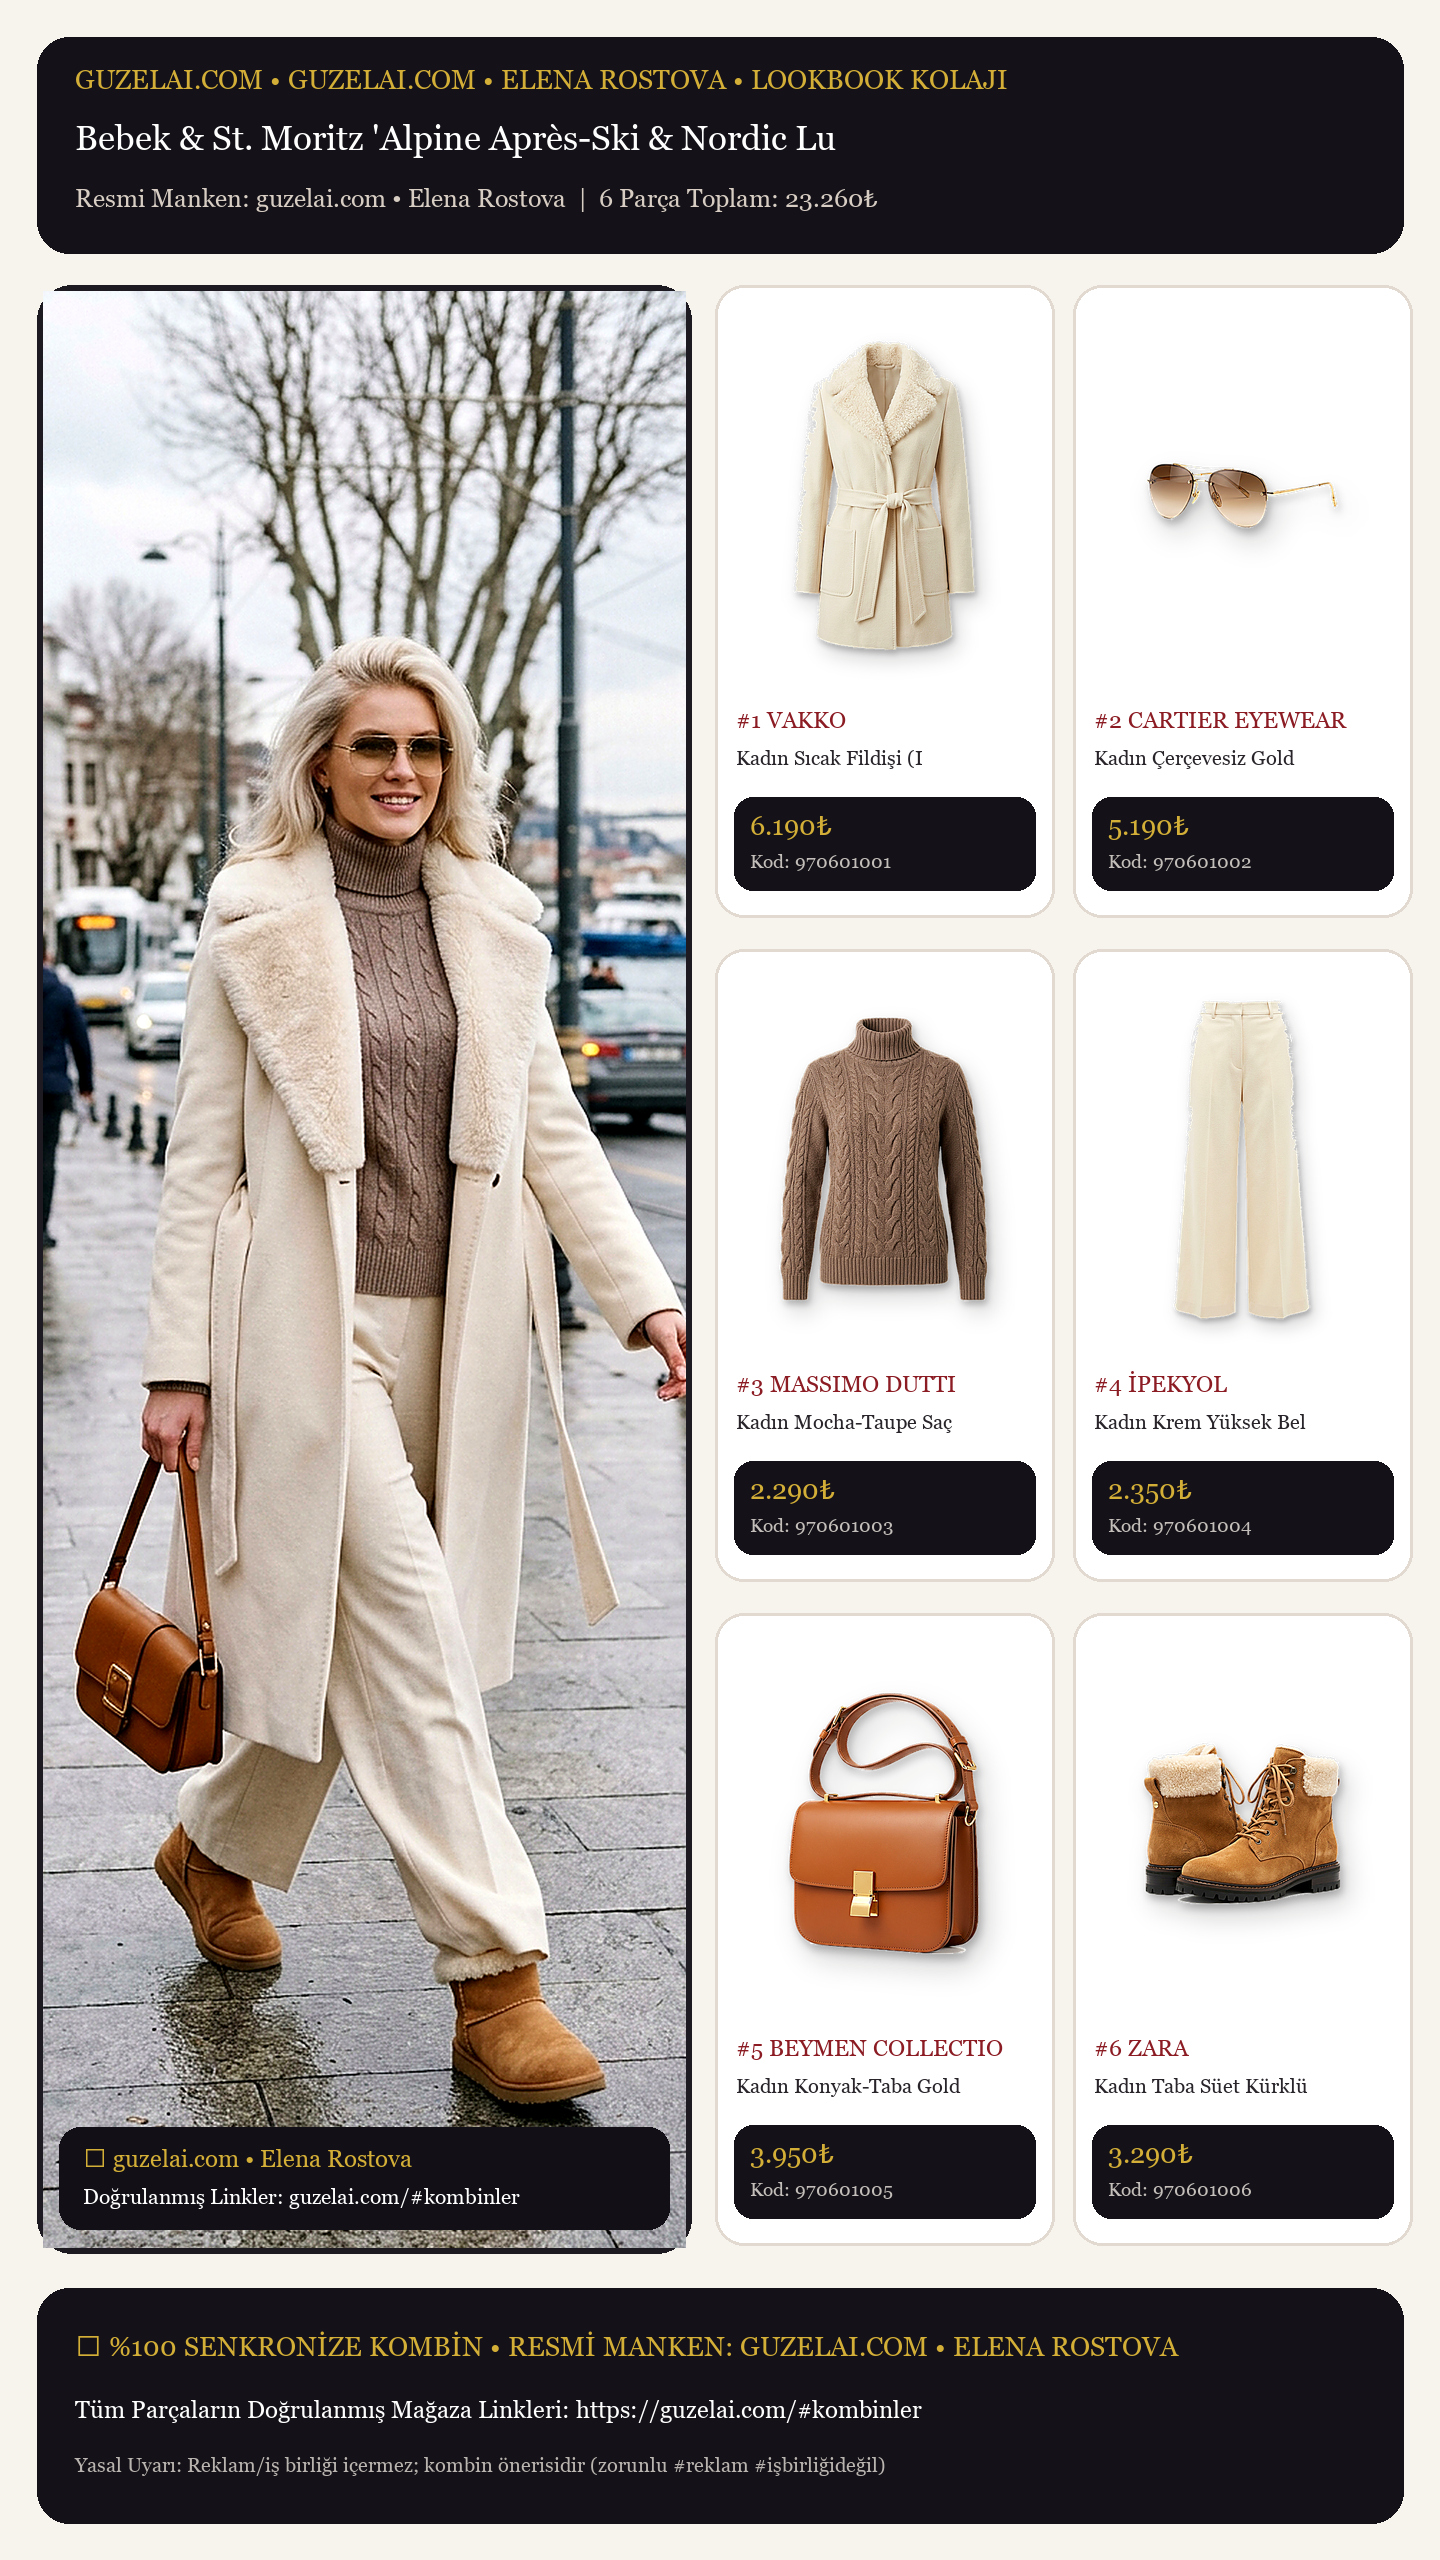 GUZELAI.COM • GUZELAI.COM • ELENA ROSTOVA • LOOKBOOK KOLAJI
Bebek & St. Moritz 'Alpine Après-Ski & Nordic Lu
Resmi Manken: guzelai.com • Elena Rostova | 6 Parça Toplam: 23.260₺
#1 VAKKO
Kadın Sıcak Fildişi (I
6.190₺
Kod: 970601001
#2 CARTIER EYEWEAR
Kadın Çerçevesiz Gold
5.190₺
Kod: 970601002
#3 MASSIMO DUTTI
Kadın Mocha-Taupe Saç
2.290₺
Kod: 970601003
#4 İPEKYOL
Kadın Krem Yüksek Bel
2.350₺
Kod: 970601004
#5 BEYMEN COLLECTIO
Kadın Konyak-Taba Gold
3.950₺
Kod: 970601005
#6 ZARA
Kadın Taba Süet Kürklü
3.290₺
Kod: 970601006
☐ guzelai.com • Elena Rostova
Doğrulanmış Linkler: guzelai.com/#kombinler
☐ %100 SENKRONİZE KOMBİN • RESMİ MANKEN: GUZELAI.COM • ELENA ROSTOVA
Tüm Parçaların Doğrulanmış Mağaza Linkleri: https://guzelai.com/#kombinler
Yasal Uyarı: Reklam/iş birliği içermez; kombin önerisidir (zorunlu #reklam #işbirliğideğil)